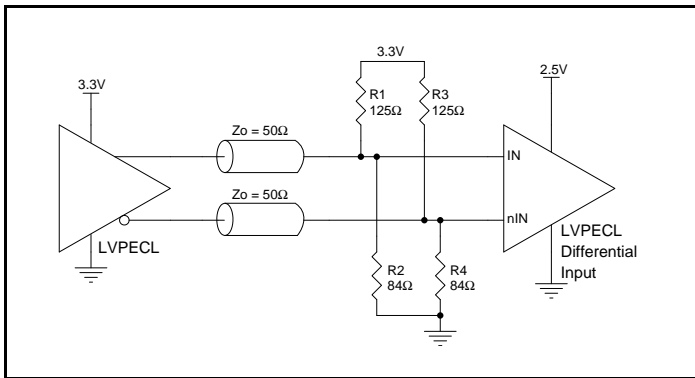 3.3V
3.3V
2.5V
R1
125Ω
R3
125Ω
Zo = 50Ω
IN
Zo = 50Ω
nIN
LVPECL
LVPECL
Differential
Input
R2
84Ω
R4
84Ω